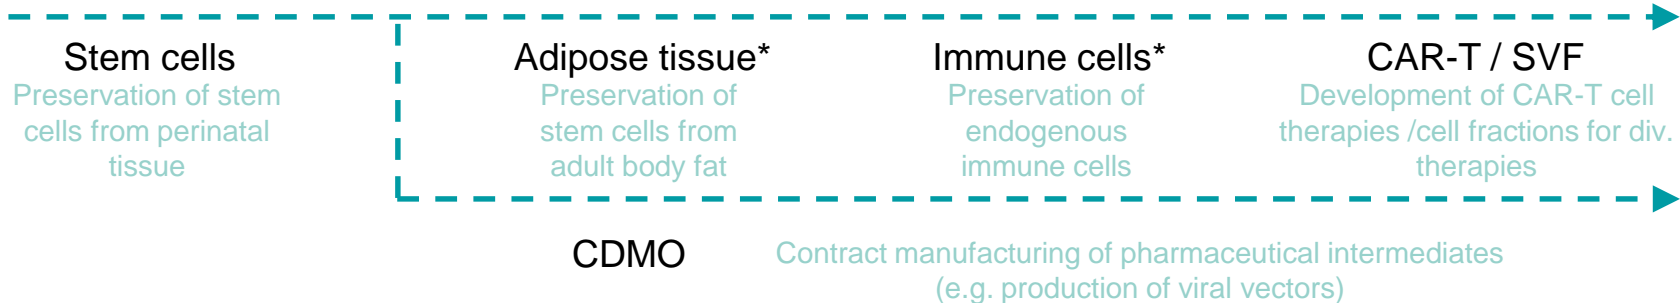 Stem cells
Preservation of stem
cells from perinatal
tissue
Adipose tissue*
Preservation of
stem cells from
adult body fat
Immune cells*
Preservation of
endogenous
immune cells
CAR-T / SVF
Development of CAR-T cell
therapies /cell fractions for div.
therapies
CDMO
Contract manufacturing of pharmaceutical intermediates
(e.g. production of viral vectors)